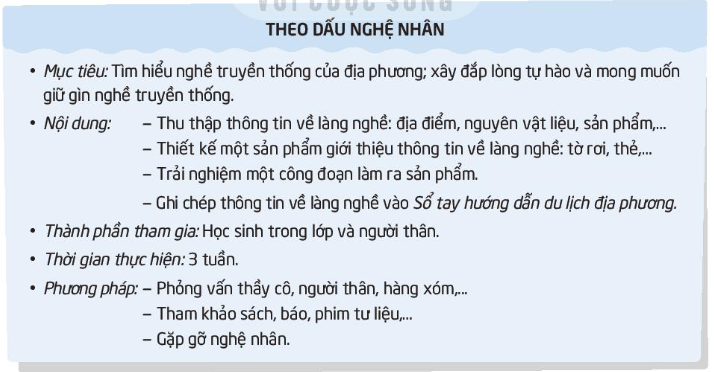 VỚI CUỘC SỐNG
THEO DẤU NGHỆ NHÂN
• Mục tiêu: Tìm hiểu nghề truyền thống của địa phương; xây đắp lòng tự hào và mong muốn
giữ gìn nghề truyền thống.
• Nội dung: – Thu thập thông tin về làng nghề: địa điểm, nguyên vật liệu, sản phẩm,...
– Thiết kế một sản phẩm giới thiệu thông tin về làng nghề: tờ rơi, thẻ,...
– Trải nghiệm một công đoạn làm ra sản phẩm.
– Ghi chép thông tin về làng nghề vào Sổ tay hướng dẫn du lịch địa phương.
• Thành phần tham gia: Học sinh trong lớp và người thân.
• Thời gian thực hiện: 3 tuần.
• Phương pháp: – Phỏng vấn thầy cô, người thân, hàng xóm,...
– Tham khảo sách, báo, phim tư liệu,...
– Gặp gỡ nghệ nhân.